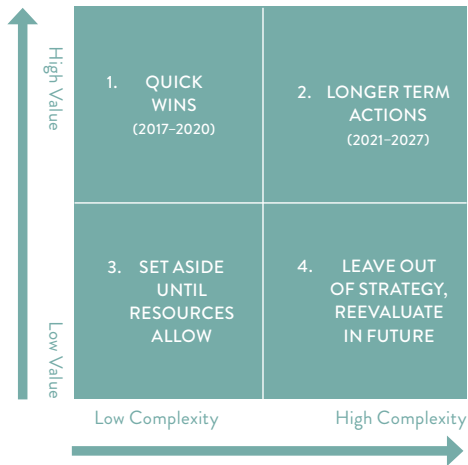 High Value
1. QUICK
WINS
(2017–2020)
2. LONGER TERM
ACTIONS
(2021–2027)
3. SET ASIDE
UNTIL
RESOURCES
ALLOW
4. LEAVE OUT
OF STRATEGY,
REEVALUATE
IN FUTURE
Low Value
Low Complexity
High Complexity